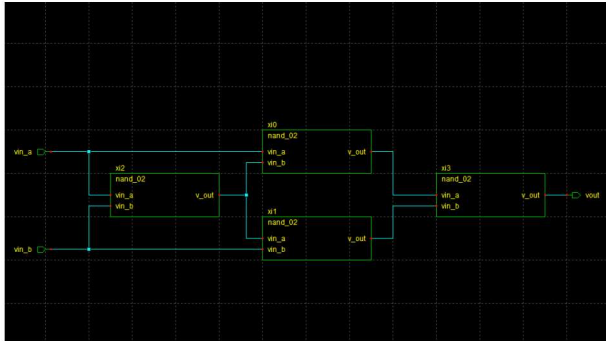 xi0
nand_02
vin_a
vin_b
v_out
vin_a
xi2
nand_02
vin_a
vin_b
v_out
xi3
nand_02
vin_a
vin_b
v_out
vout
xi1
nand_02
vin_a
vin_b
v_out
vin_b